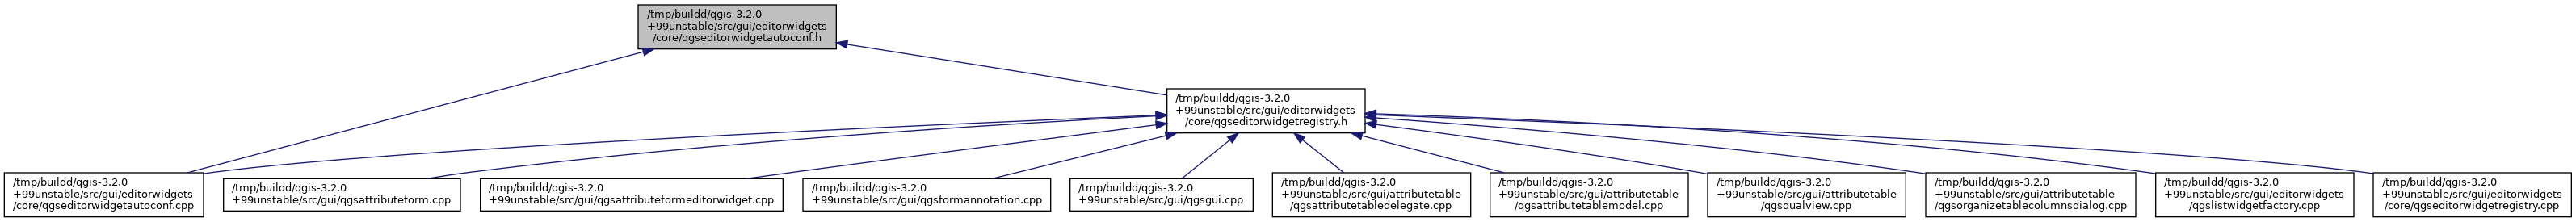 /tmp/buildd/qgis-3.2.0
+99unstable/src/gui/editorwidgets
/core/qgseditorwidgetautoconf.h
/tmp/buildd/qgis-3.2.0
+99unstable/src/gui/editorwidgets
/core/qgseditorwidgetregistry.h
/tmp/buildd/qgis-3.2.0
+99unstable/src/gui/editorwidgets
/core/qgseditorwidgetautoconf.cpp
/tmp/buildd/qgis-3.2.0
+99unstable/src/gui/qgsattributeform.cpp
/tmp/buildd/qgis-3.2.0
+99unstable/src/gui/qgsattributeformeditorwidget.cpp
/tmp/buildd/qgis-3.2.0
+99unstable/src/gui/qgsformannotation.cpp
/tmp/buildd/qgis-3.2.0
+99unstable/src/gui/qgsgui.cpp
/tmp/buildd/qgis-3.2.0
+99unstable/src/gui/attributetable
/qgsattributetabledelegate.cpp
/tmp/buildd/qgis-3.2.0
+99unstable/src/gui/attributetable
/qgsattributetablemodel.cpp
/tmp/buildd/qgis-3.2.0
+99unstable/src/gui/attributetable
/qgsdualview.cpp
/tmp/buildd/qgis-3.2.0
+99unstable/src/gui/attributetable
/qgsorganizetablecolumnsdialog.cpp
/tmp/buildd/qgis-3.2.0
+99unstable/src/gui/editorwidgets
/qgslistwidgetfactory.cpp
/tmp/buildd/qgis-3.2.0
+99unstable/src/gui/editorwidgets
/core/qgseditorwidgetregistry.cpp